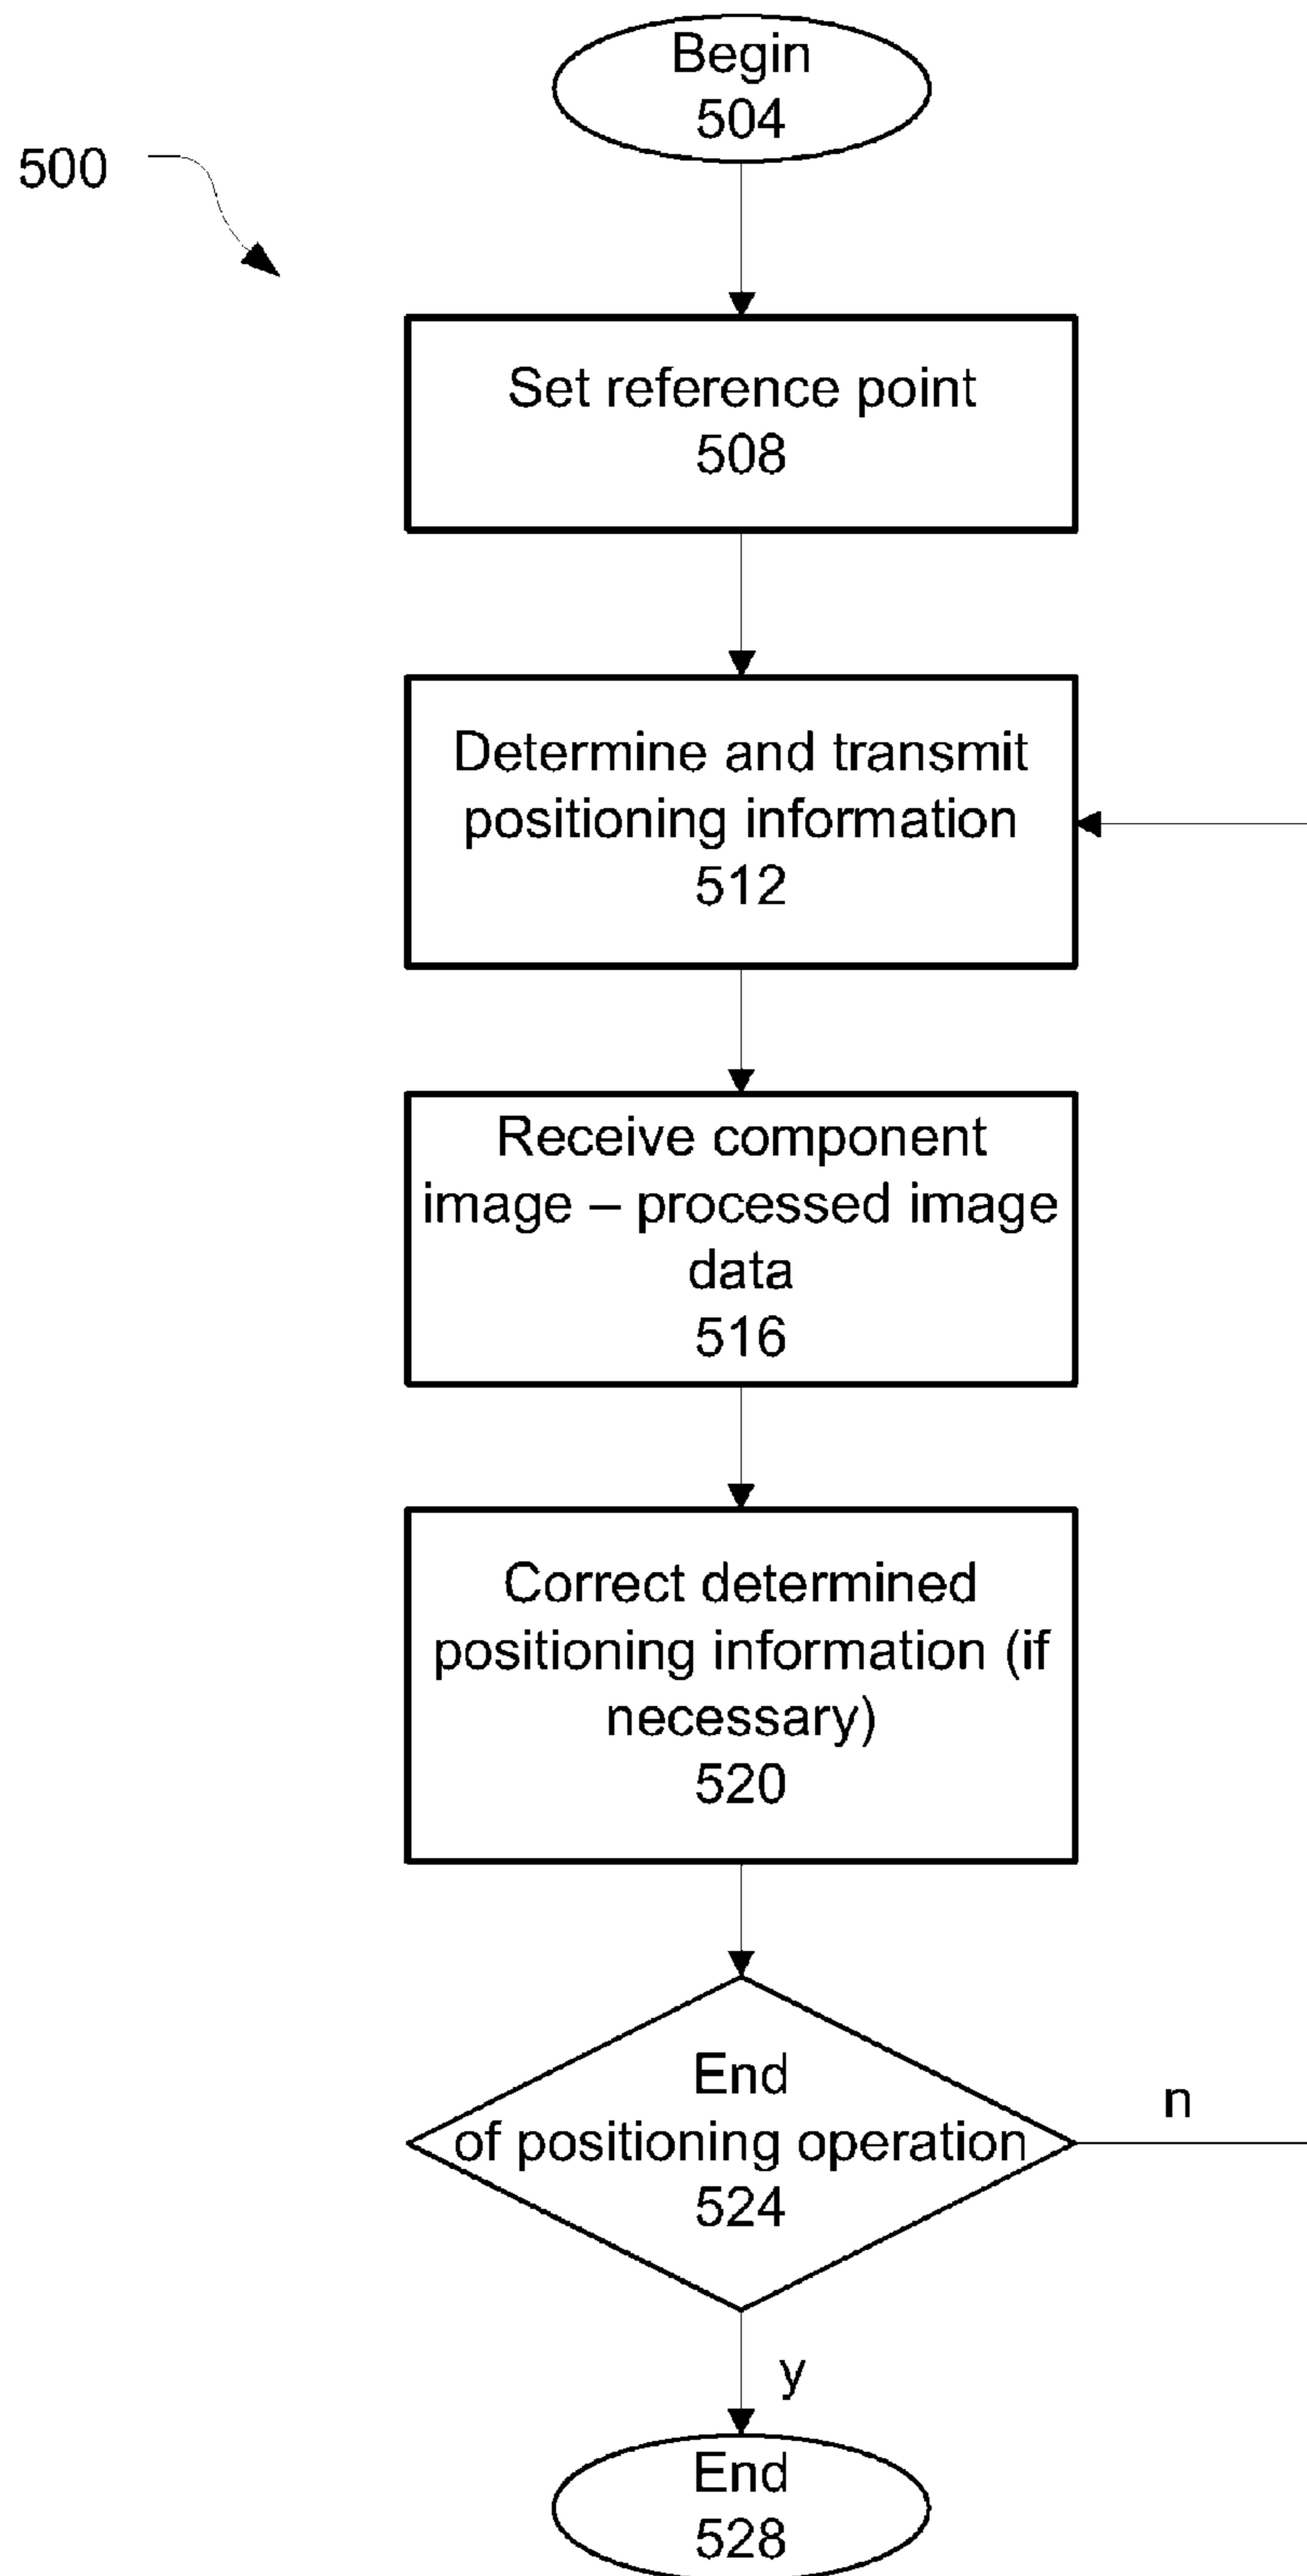 Begin
504
500
Set reference point
508
Determine and transmit
positioning information
512
Receive component
image – processed image
data
516
Correct determined
positioning information (if
necessary)
520
End
of positioning operation
524
n
y
End
528